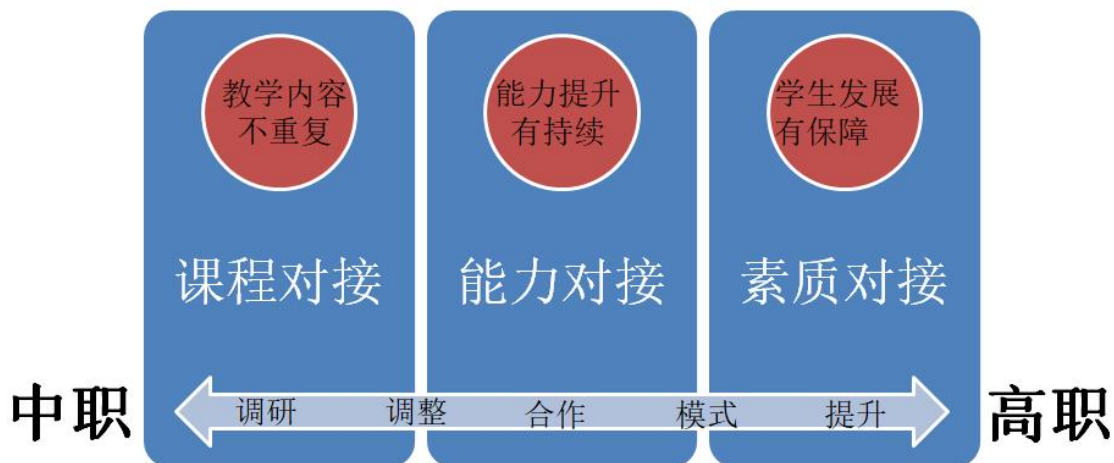 教学内容
不重复
能力提升
有持续
学生发展
有保障
课程对接
能力对接
素质对接
中职
调研
调整
合作
模式
提升
高职